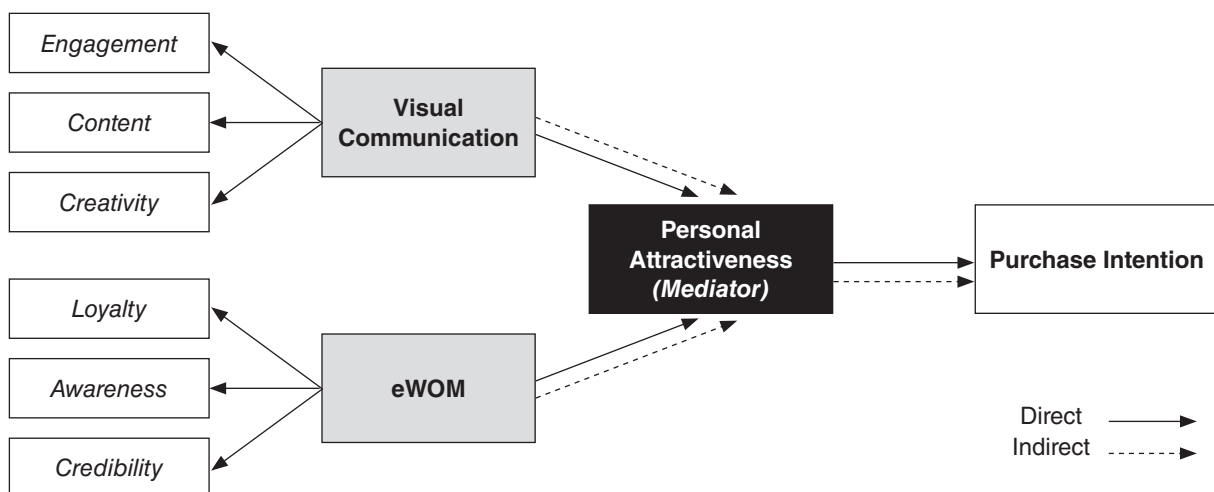 Engagement
Content
Creativity
Visual
Communication
Personal
Attractiveness
(Mediator)
Purchase Intention
Loyalty
Awareness
Credibility
eWOM
Direct
Indirect